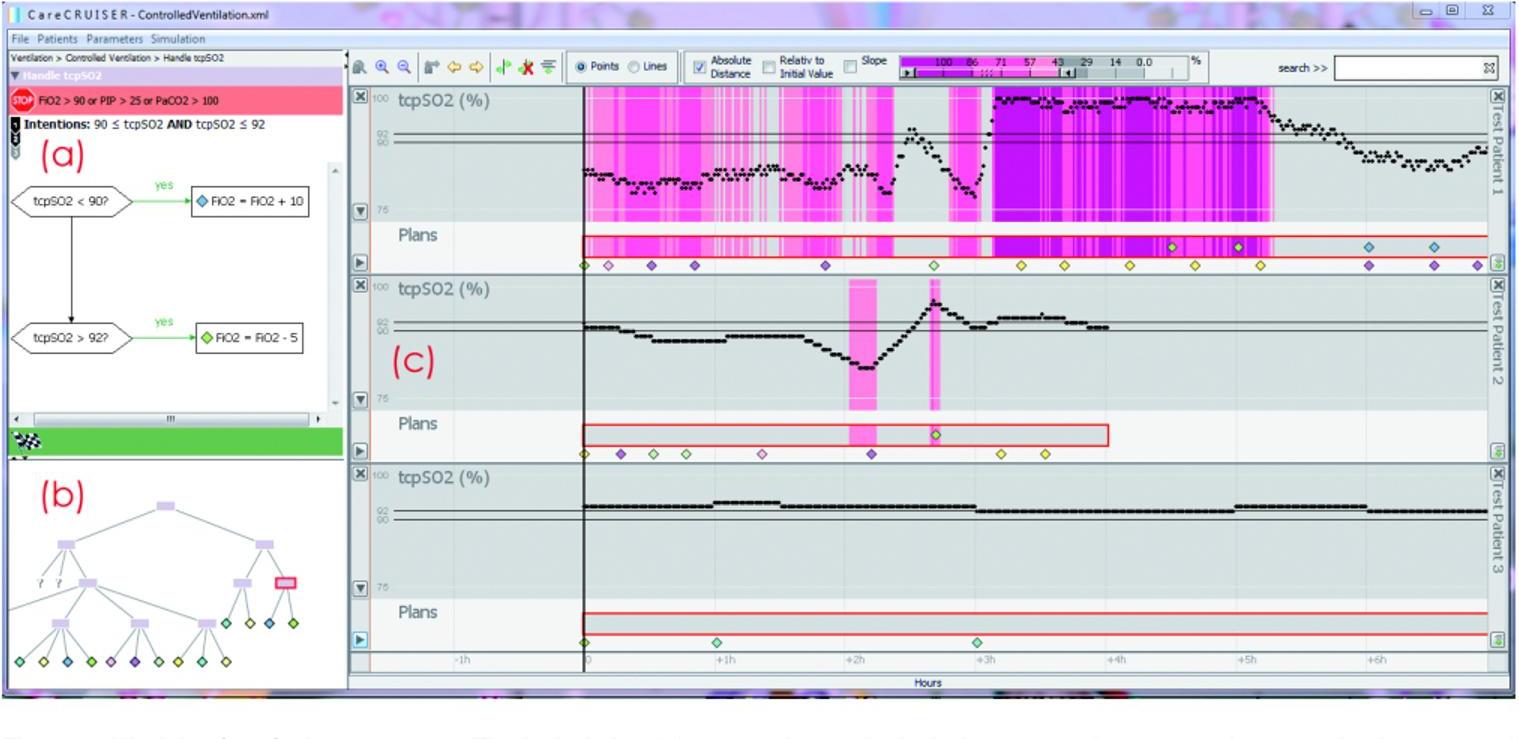 CareCRUISER - ControlledVentilation.xml
File Patients Parameters Simulation
Ventilation > Controlled Ventilation > Handle tcpSO2
Handle tcpSO2
STOP FiO2 > 90 or PIP > 25 or PaCO2 > 100
Intentions: 90 ≤ tcpSO2 AND tcpSO2 ≤ 92
(a)
tcpSO2 < 90?
yes
FiO2 = FiO2 + 10
tcpSO2 > 92?
yes
FiO2 = FiO2 - 5
(b)
Points
Lines
Absolute Distance
Relativ to Initial Value
Slope
100 86 71 57 43 29 14 0.0
%
search >>
100
tcpSO2 (%)
92
90
75
Plans
Test Patient 1
100
tcpSO2 (%)
92
90
(c)
75
Plans
Test Patient 2
100
tcpSO2 (%)
92
90
75
Plans
Test Patient 3
-1h 0 +1h +2h +3h +4h +5h +6h
Hours